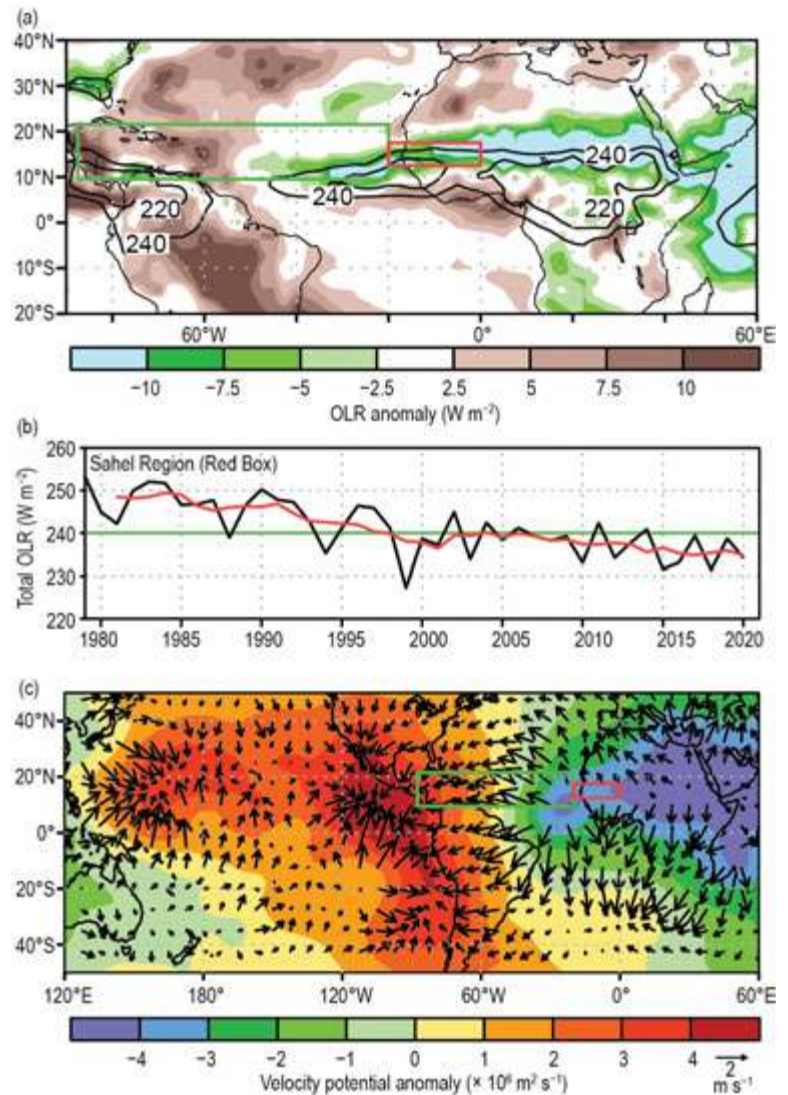 (a)
40°N
30°N
20°N
10°N
0°
10°S
20°S
240
220
240
240
220
60°W
0°
60°E
−10
−7.5
−5
−2.5
2.5
5
7.5
10
OLR anomaly (W m⁻²)
(b)
260
250
240
230
220
Total OLR (W m⁻²)
Sahel Region (Red Box)
1980
1985
1990
1995
2000
2005
2010
2015
2020
(c)
40°N
20°N
0°
20°S
40°S
120°E
180°
120°W
60°W
0°
60°E
−4
−3
−2
−1
0
1
2
3
4
2
m s⁻¹
Velocity potential anomaly (× 10⁶ m² s⁻¹)